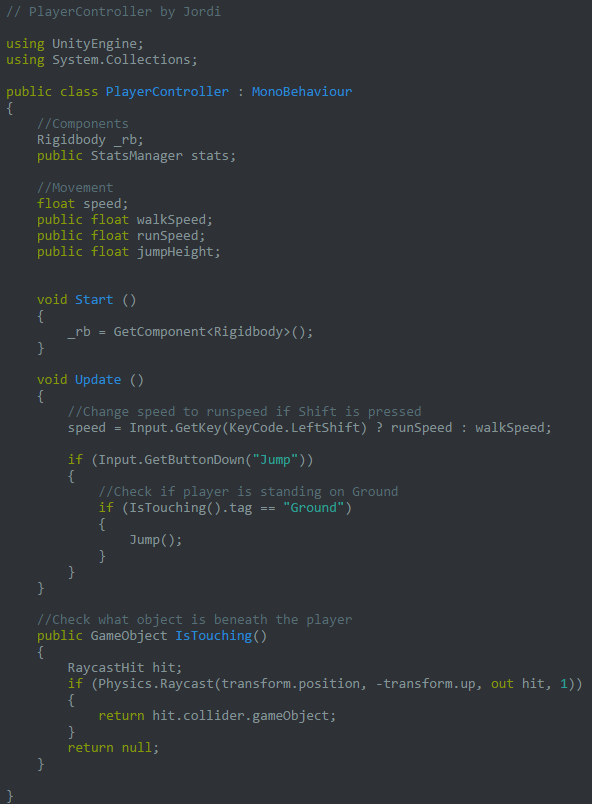 // PlayerController by Jordi
using UnityEngine;
using System.Collections;
public class PlayerController : MonoBehaviour
{
//Components
Rigidbody _rb;
public StatsManager stats;
//Movement
float speed;
public float walkSpeed;
public float runSpeed;
public float jumpHeight;
void Start ()
{
_rb = GetComponent<Rigidbody>();
}
void Update ()
{
//Change speed to runspeed if Shift is pressed
speed = Input.GetKey(KeyCode.LeftShift) ? runSpeed : walkSpeed;
if (Input.GetButtonDown("Jump"))
{
//Check if player is standing on Ground
if (IsTouching().tag == "Ground")
{
Jump();
}
}
}
//Check what object is beneath the player
public GameObject IsTouching()
{
RaycastHit hit;
if (Physics.Raycast(transform.position, -transform.up, out hit, 1))
{
return hit.collider.gameObject;
}
return null;
}
}